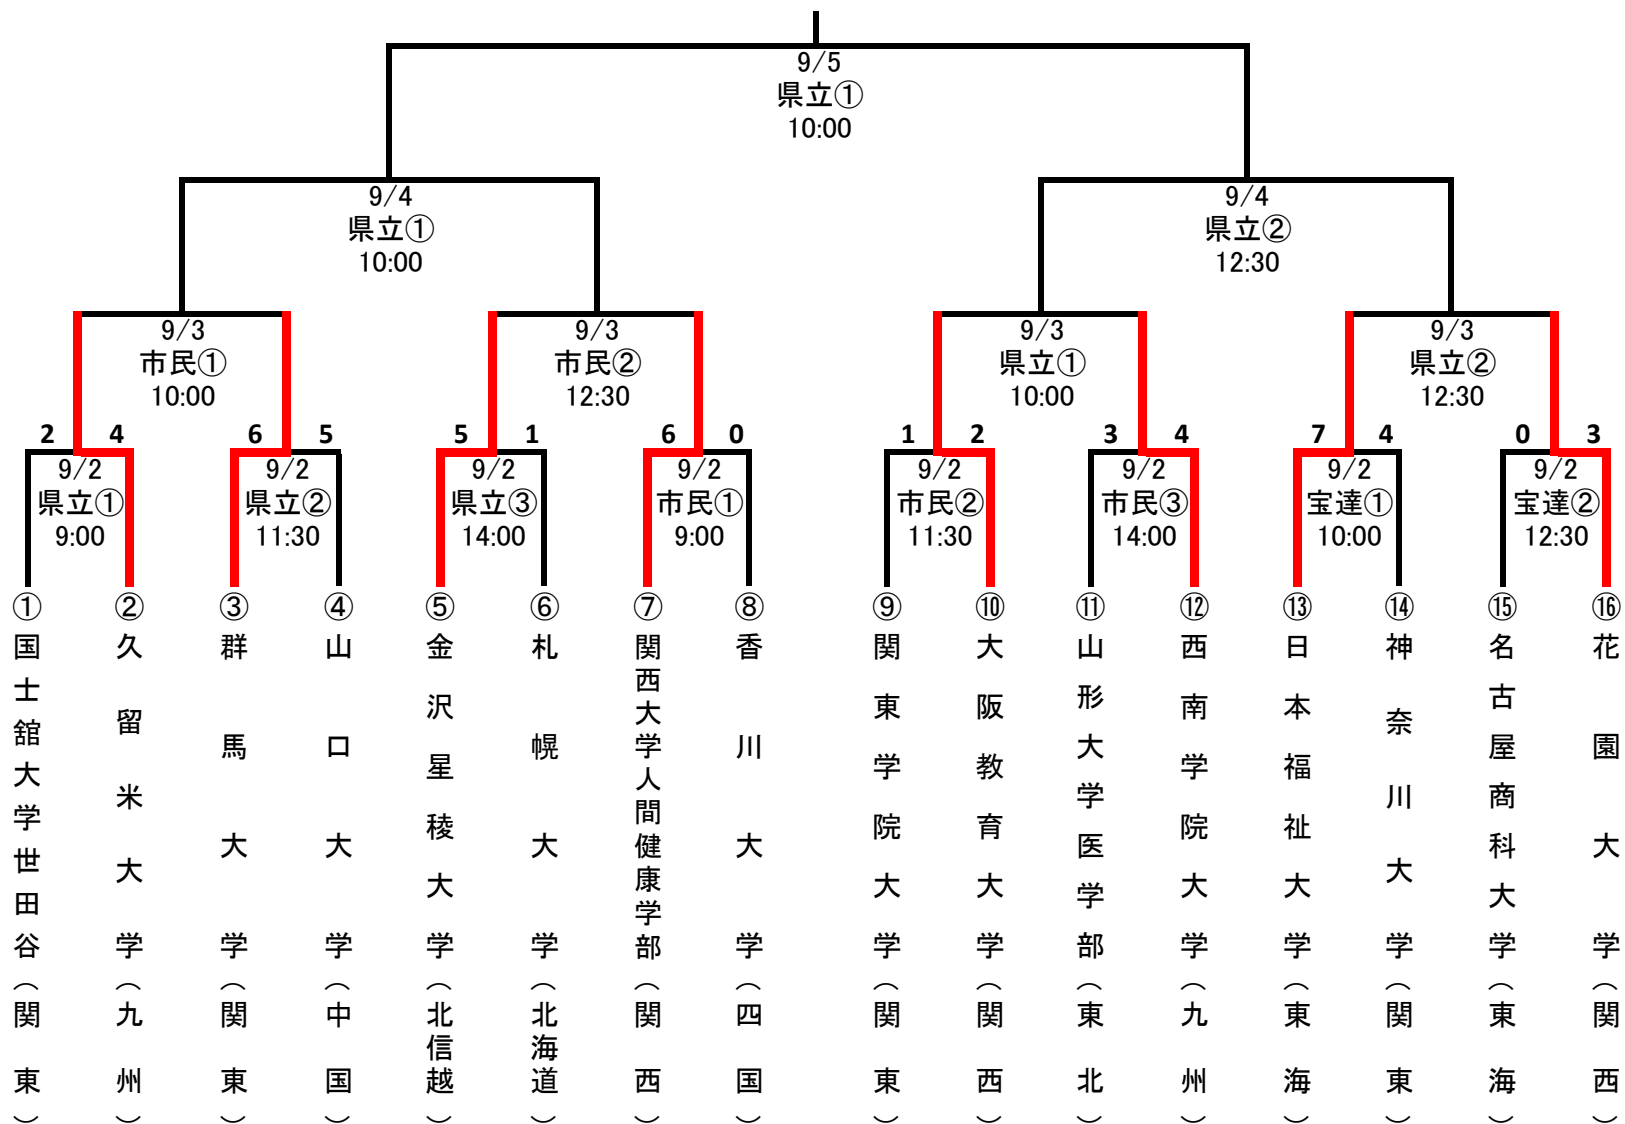 9/5
県立①
10:00
9/4
県立①
10:00
9/4
県立②
12:30
9/3
市民①
10:00
9/3
市民②
12:30
9/3
県立①
10:00
9/3
県立②
12:30
2 4
9/2
県立①
9:00
6 5
9/2
県立②
11:30
5 1
9/2
県立③
14:00
6 0
9/2
市民①
9:00
1 2
9/2
市民②
11:30
3 4
9/2
市民③
14:00
7 4
9/2
宝達①
10:00
0 3
9/2
宝達②
12:30
①国士舘大学世田谷(関東)
②久留米大学(九州)
③群馬大学(関東)
④山口大学(中国)
⑤金沢星稜大学(北信越)
⑥札幌大学(北海道)
⑦関西大学人間健康学部(関西)
⑧香川大学(四国)
⑨関東学院大学(関東)
⑩大阪教育大学(関西)
⑪山形大学医学部(東北)
⑫西南学院大学(九州)
⑬日本福祉大学(東海)
⑭神奈川大学(関東)
⑮名古屋商科大学(東海)
⑯花園大学(関西)